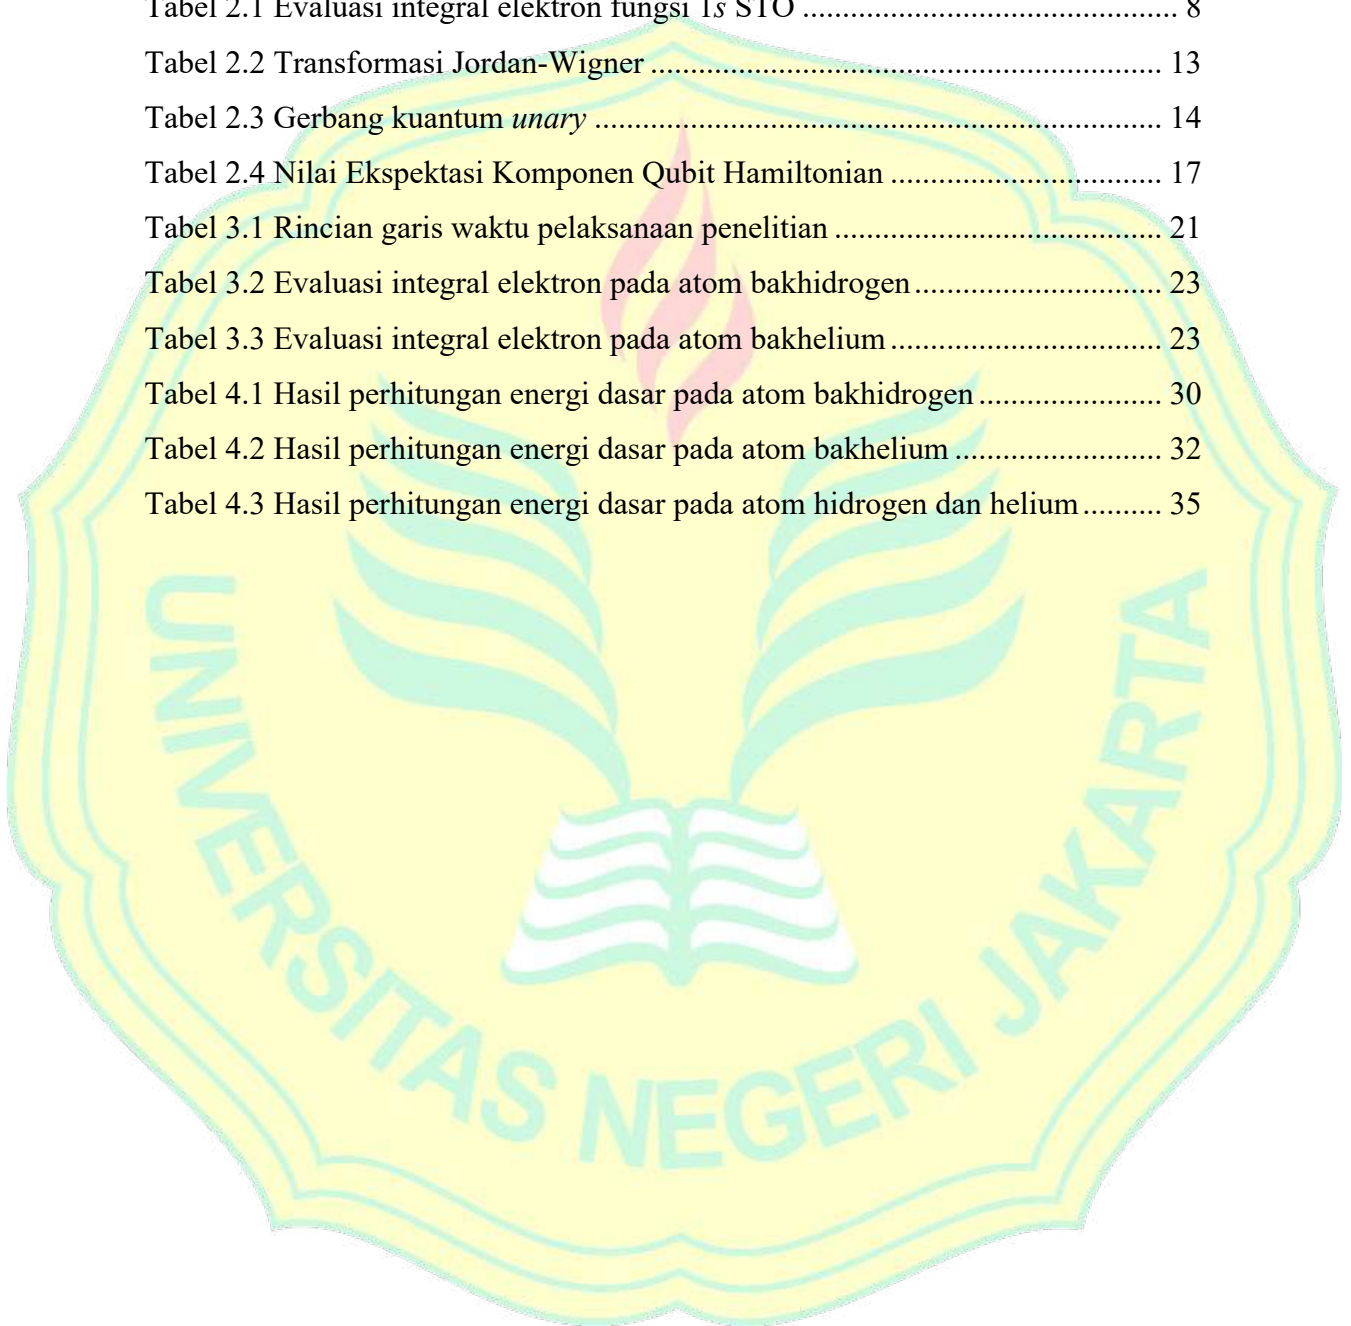 Tabel 2.1 Evaluasi integral elektron fungsi 1s STO ............................................... 8
Tabel 2.2 Transformasi Jordan-Wigner ................................................................ 13
Tabel 2.3 Gerbang kuantum unary ....................................................................... 14
Tabel 2.4 Nilai Ekspektasi Komponen Qubit Hamiltonian .................................. 17
Tabel 3.1 Rincian garis waktu pelaksanaan penelitian ......................................... 21
Tabel 3.2 Evaluasi integral elektron pada atom bakhidrogen ............................... 23
Tabel 3.3 Evaluasi integral elektron pada atom bakhelium .................................. 23
Tabel 4.1 Hasil perhitungan energi dasar pada atom bakhidrogen ....................... 30
Tabel 4.2 Hasil perhitungan energi dasar pada atom bakhelium .......................... 32
Tabel 4.3 Hasil perhitungan energi dasar pada atom hidrogen dan helium .......... 35
UNIVERSITAS NEGERI JAKARTA